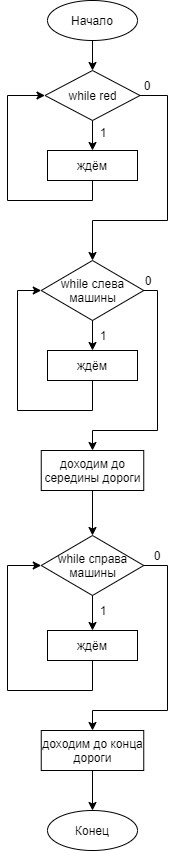 Начало
while red
0
1
ждём
while слева
машины
0
1
ждём
доходим до
середины дороги
while справа
машины
0
1
ждём
доходим до конца
дороги
Конец